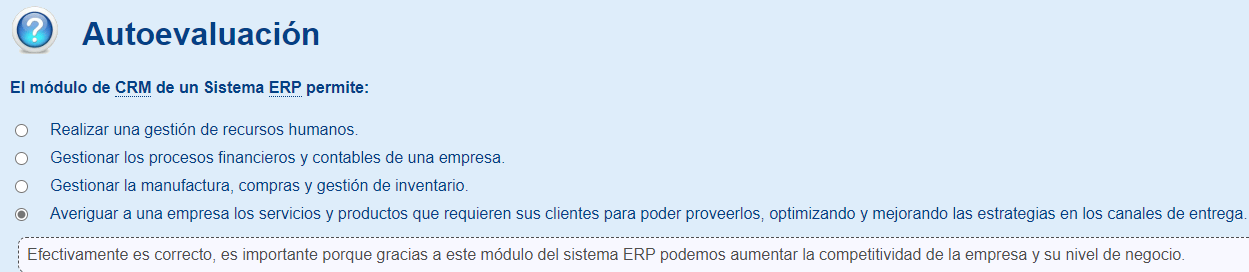 Autoevaluación
El módulo de CRM de un Sistema ERP permite:
Realizar una gestión de recursos humanos.
Gestionar los procesos financieros y contables de una empresa.
Gestionar la manufactura, compras y gestión de inventario.
Averiguar a una empresa los servicios y productos que requieren sus clientes para poder proveerlos, optimizando y mejorando las estrategias en los canales de entrega.
Efectivamente es correcto, es importante porque gracias a este módulo del sistema ERP podemos aumentar la competitividad de la empresa y su nivel de negocio.